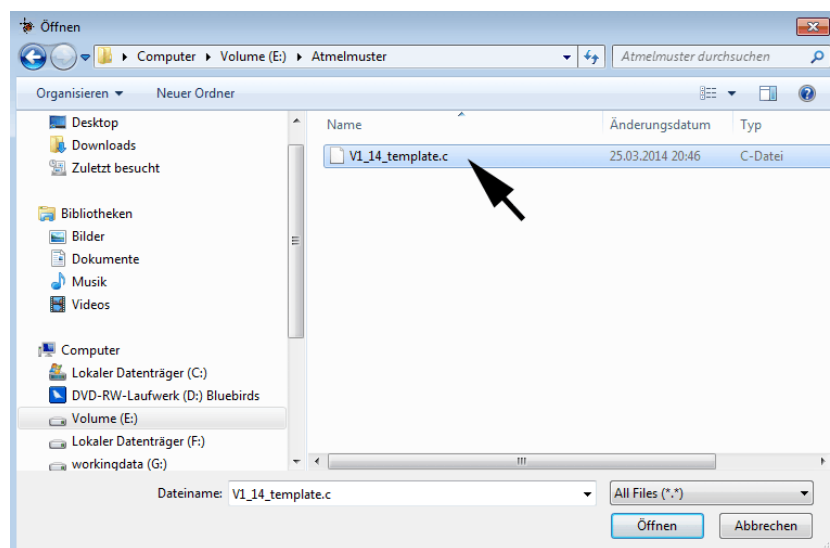 Öffnen
Computer Volume (E:) Atmelmuster
Atmelmuster durchsuchen
Organisieren Neuer Ordner
Desktop
Downloads
Zuletzt besucht
Bibliotheken
Bilder
Dokumente
Musik
Videos
Computer
Lokaler Datenträger (C:)
DVD-RW-Laufwerk (D:) Bluebirds
Volume (E:)
Lokaler Datenträger (F:)
workingdata (G:)
Name Änderungsdatum Typ
V1_14_template.c 25.03.2014 20:46 C-Datei
Dateiname: V1_14_template.c All Files (*.*)
Öffnen Abbrechen